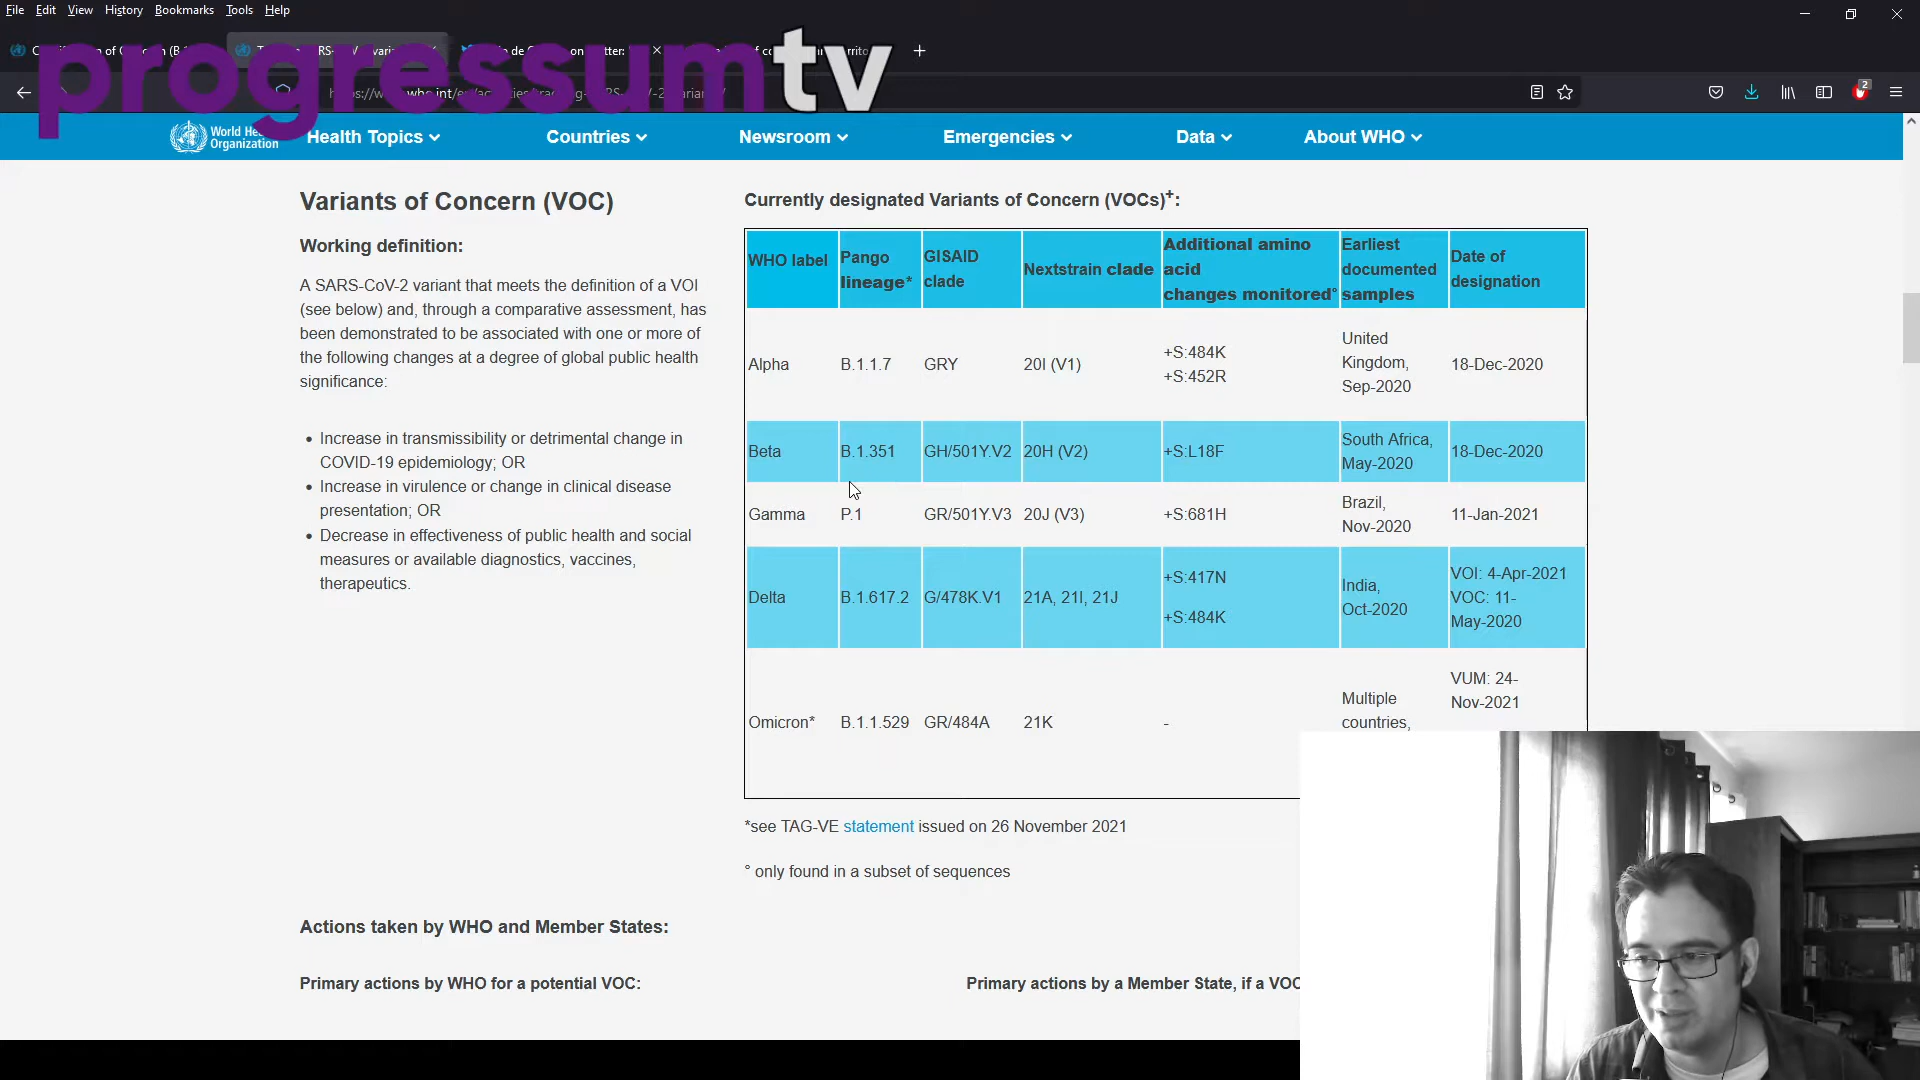 File Edit View History Bookmarks Tools Help
progressumtv
World Health Organization
Health Topics Countries Newsroom Emergencies Data About WHO
Variants of Concern (VOC)
Working definition:
A SARS-CoV-2 variant that meets the definition of a VOI
(see below) and, through a comparative assessment, has
been demonstrated to be associated with one or more of
the following changes at a degree of global public health
significance:
• Increase in transmissibility or detrimental change in
COVID-19 epidemiology; OR
• Increase in virulence or change in clinical disease
presentation; OR
• Decrease in effectiveness of public health and social
measures or available diagnostics, vaccines,
therapeutics.
Currently designated Variants of Concern (VOCs)+:
WHO label
Pango
lineage*
GISAID
clade
Nextstrain clade
Additional amino
acid
changes monitored°
Earliest
documented
samples
Date of
designation
Alpha B.1.1.7 GRY 20I (V1)
+S:484K
+S:452R
United
Kingdom,
Sep-2020
18-Dec-2020
Beta B.1.351 GH/501Y.V2 20H (V2) +S:L18F
South Africa,
May-2020
18-Dec-2020
Gamma P.1 GR/501Y.V3 20J (V3) +S:681H
Brazil,
Nov-2020
11-Jan-2021
Delta B.1.617.2 G/478K.V1 21A, 21I, 21J
+S:417N
+S:484K
India,
Oct-2020
VOI: 4-Apr-2021
VOC: 11-
May-2020
Omicron* B.1.1.529 GR/484A 21K -
Multiple
countries,
VUM: 24-
Nov-2021
*see TAG-VE statement issued on 26 November 2021
° only found in a subset of sequences
Actions taken by WHO and Member States:
Primary actions by WHO for a potential VOC:
Primary actions by a Member State, if a VOC
2